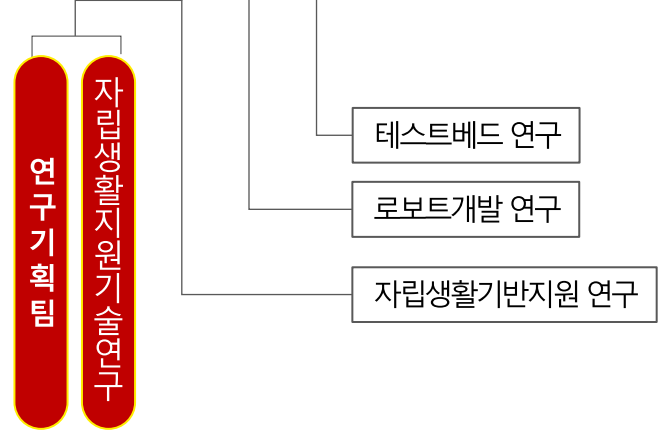 연구기획팀
자립생활지원기술연구
테스트베드 연구
로보트개발 연구
자립생활기반지원 연구